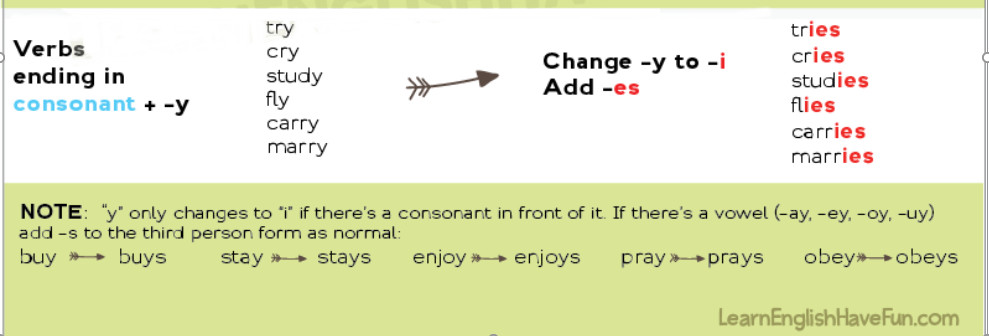 Verbs
ending in
consonant + -y
try
cry
study
fly
carry
marry
Change -y to -i
Add -es
tries
cries
studies
flies
carries
marries
NOTE: "y" only changes to "i" if there's a consonant in front of it. If there's a vowel (-ay, -ey, -oy, -uy)
add -s to the third person form as normal:
buy buys stay stays enjoy enjoys pray prays obey obeys
LearnEnglishHaveFun.com